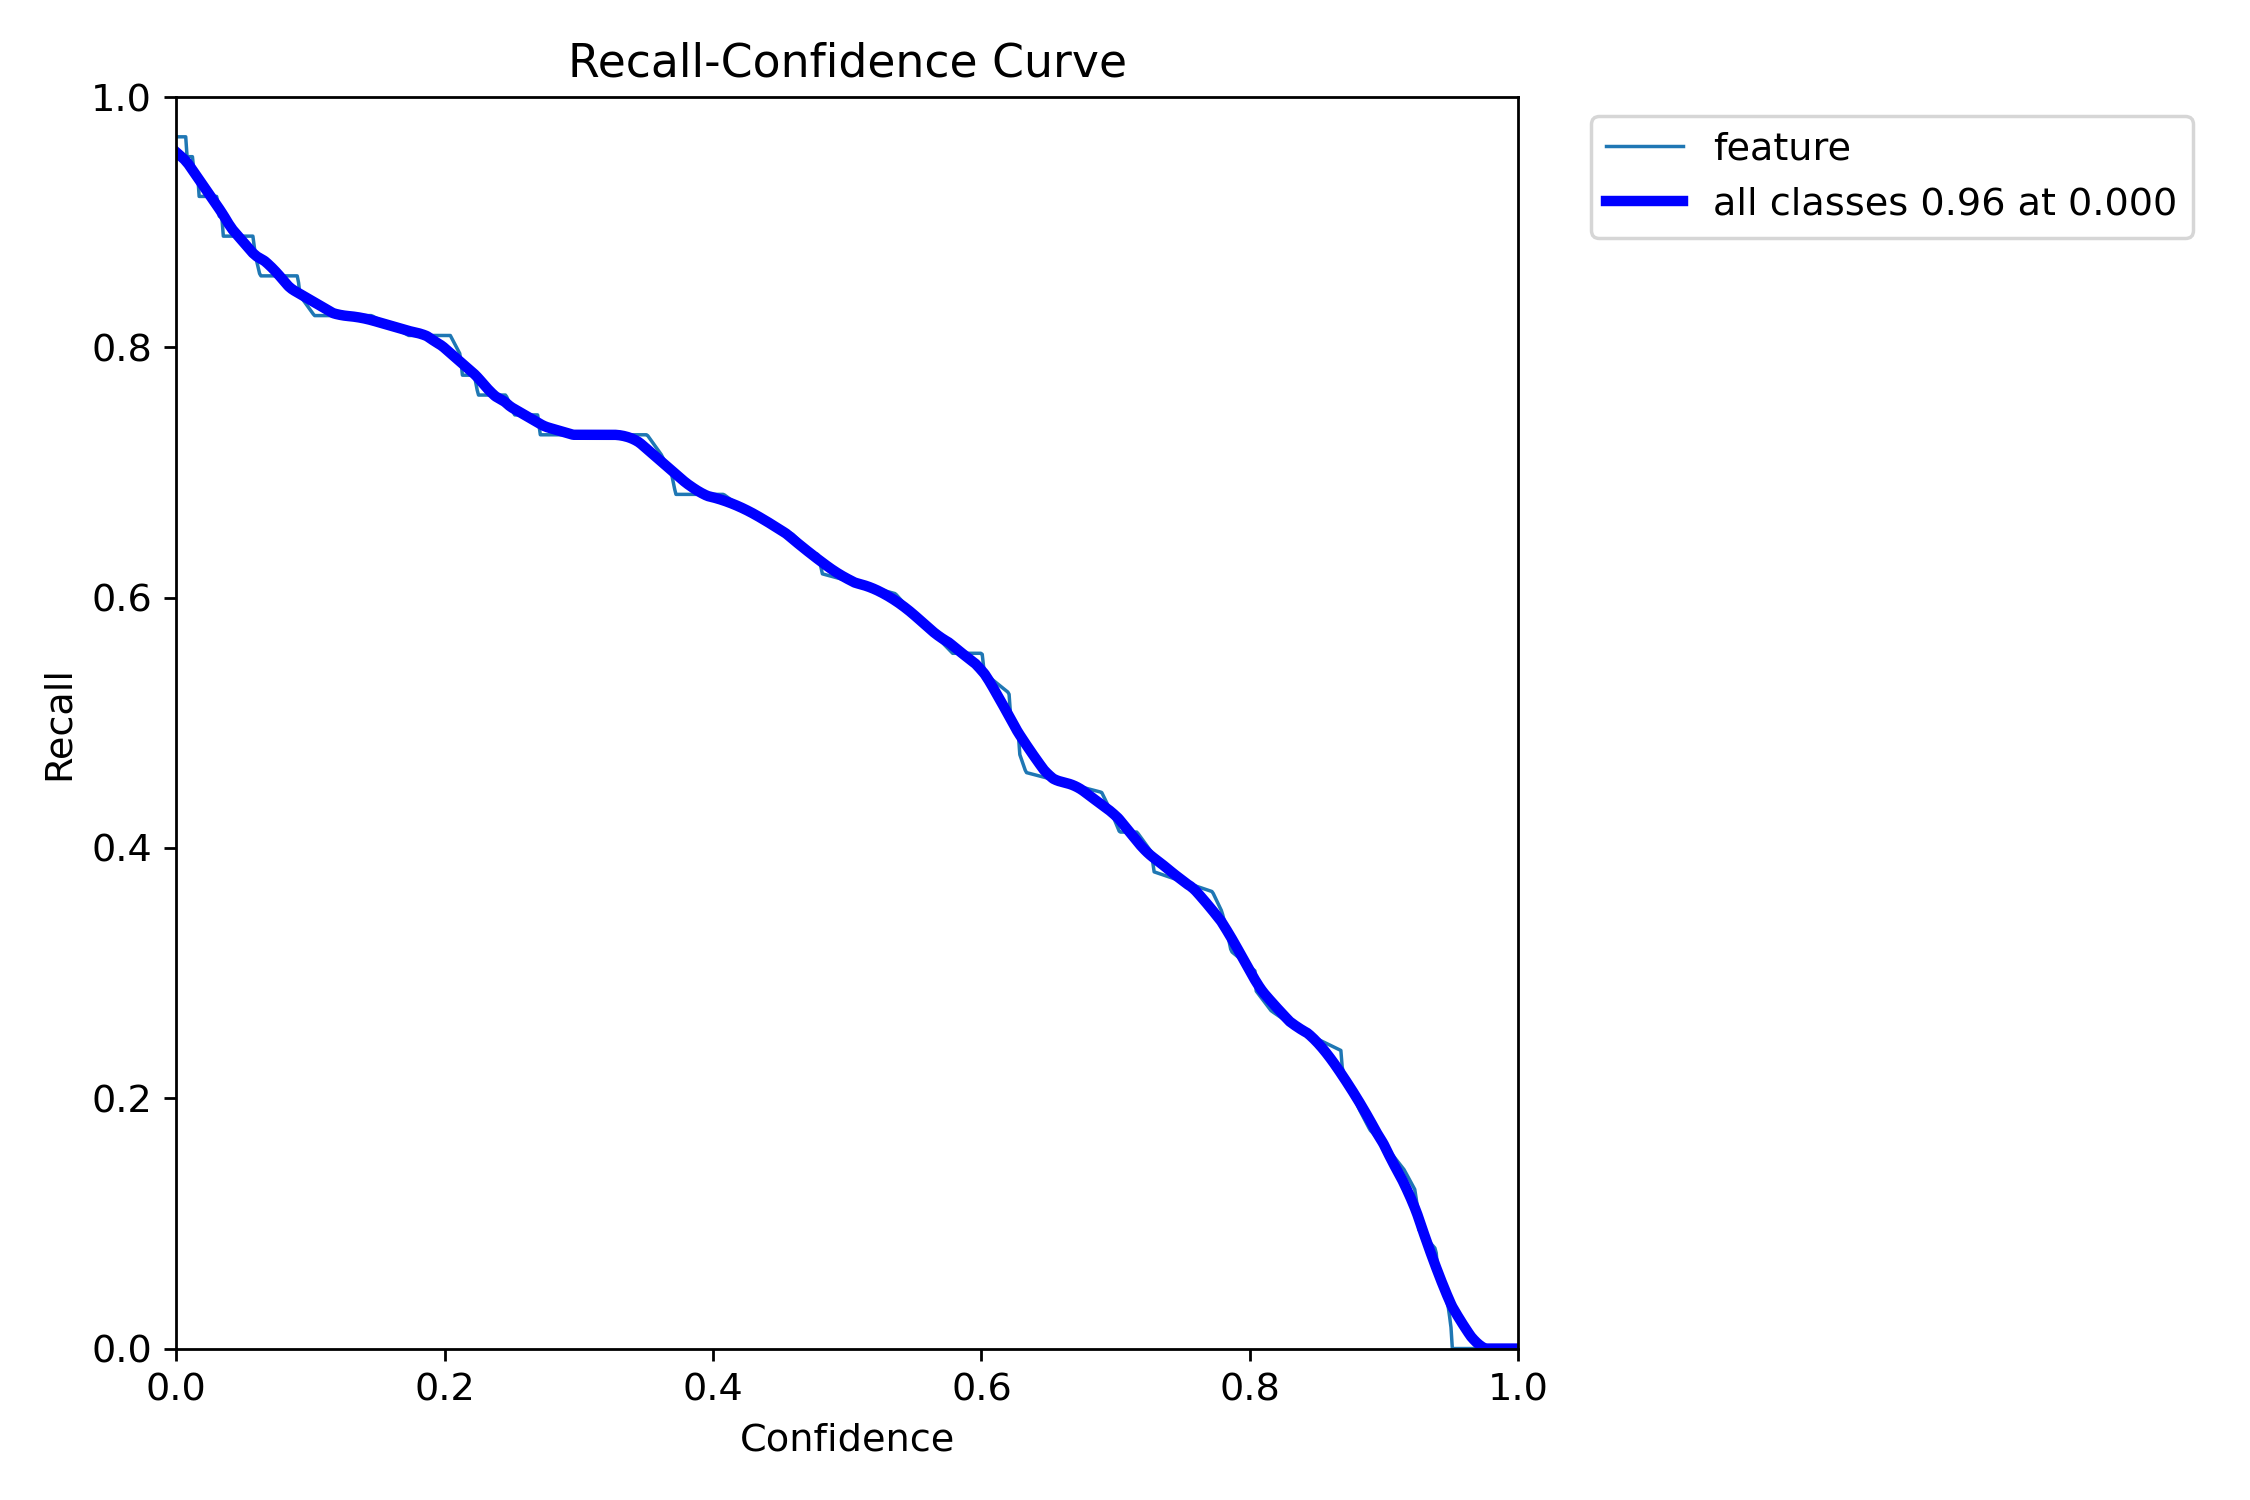 Recall-Confidence Curve
1.0
0.8
0.6
0.4
0.2
0.0
Recall
0.0 0.2 0.4 0.6 0.8 1.0
Confidence
feature
all classes 0.96 at 0.000